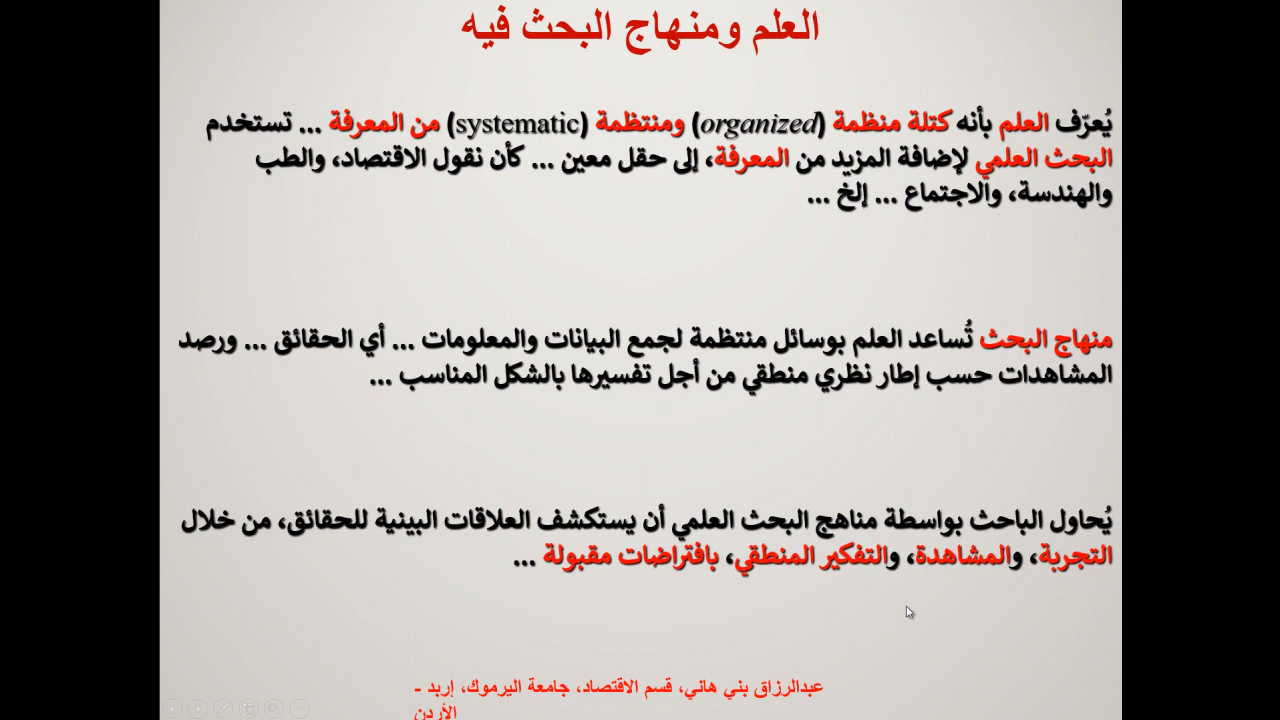 العلم ومنهاج البحث فيه
يُعرّف العلم بأنه كتلة منظمة (organized) ومنتظمة (systematic) من المعرفة ... تستخدم
البحث العلمي لإضافة المزيد من المعرفة، إلى حقل معين ... كأن نقول الاقتصاد، والطب
والهندسة، والاجتماع ... إلخ ...
منهاج البحث تُساعد العلم بوسائل منتظمة لجمع البيانات والمعلومات ... أي الحقائق ... ورصد
المشاهدات حسب إطار نظري منطقي من أجل تفسيرها بالشكل المناسب ...
يُحاول الباحث بواسطة مناهج البحث العلمي أن يستكشف العلاقات البينية للحقائق، من خلال
التجربة، والمشاهدة، والتفكير المنطقي، بافتراضات مقبولة ...
عبدالرزاق بني هاني، قسم الاقتصاد، جامعة اليرموك، إربد -
الأردن